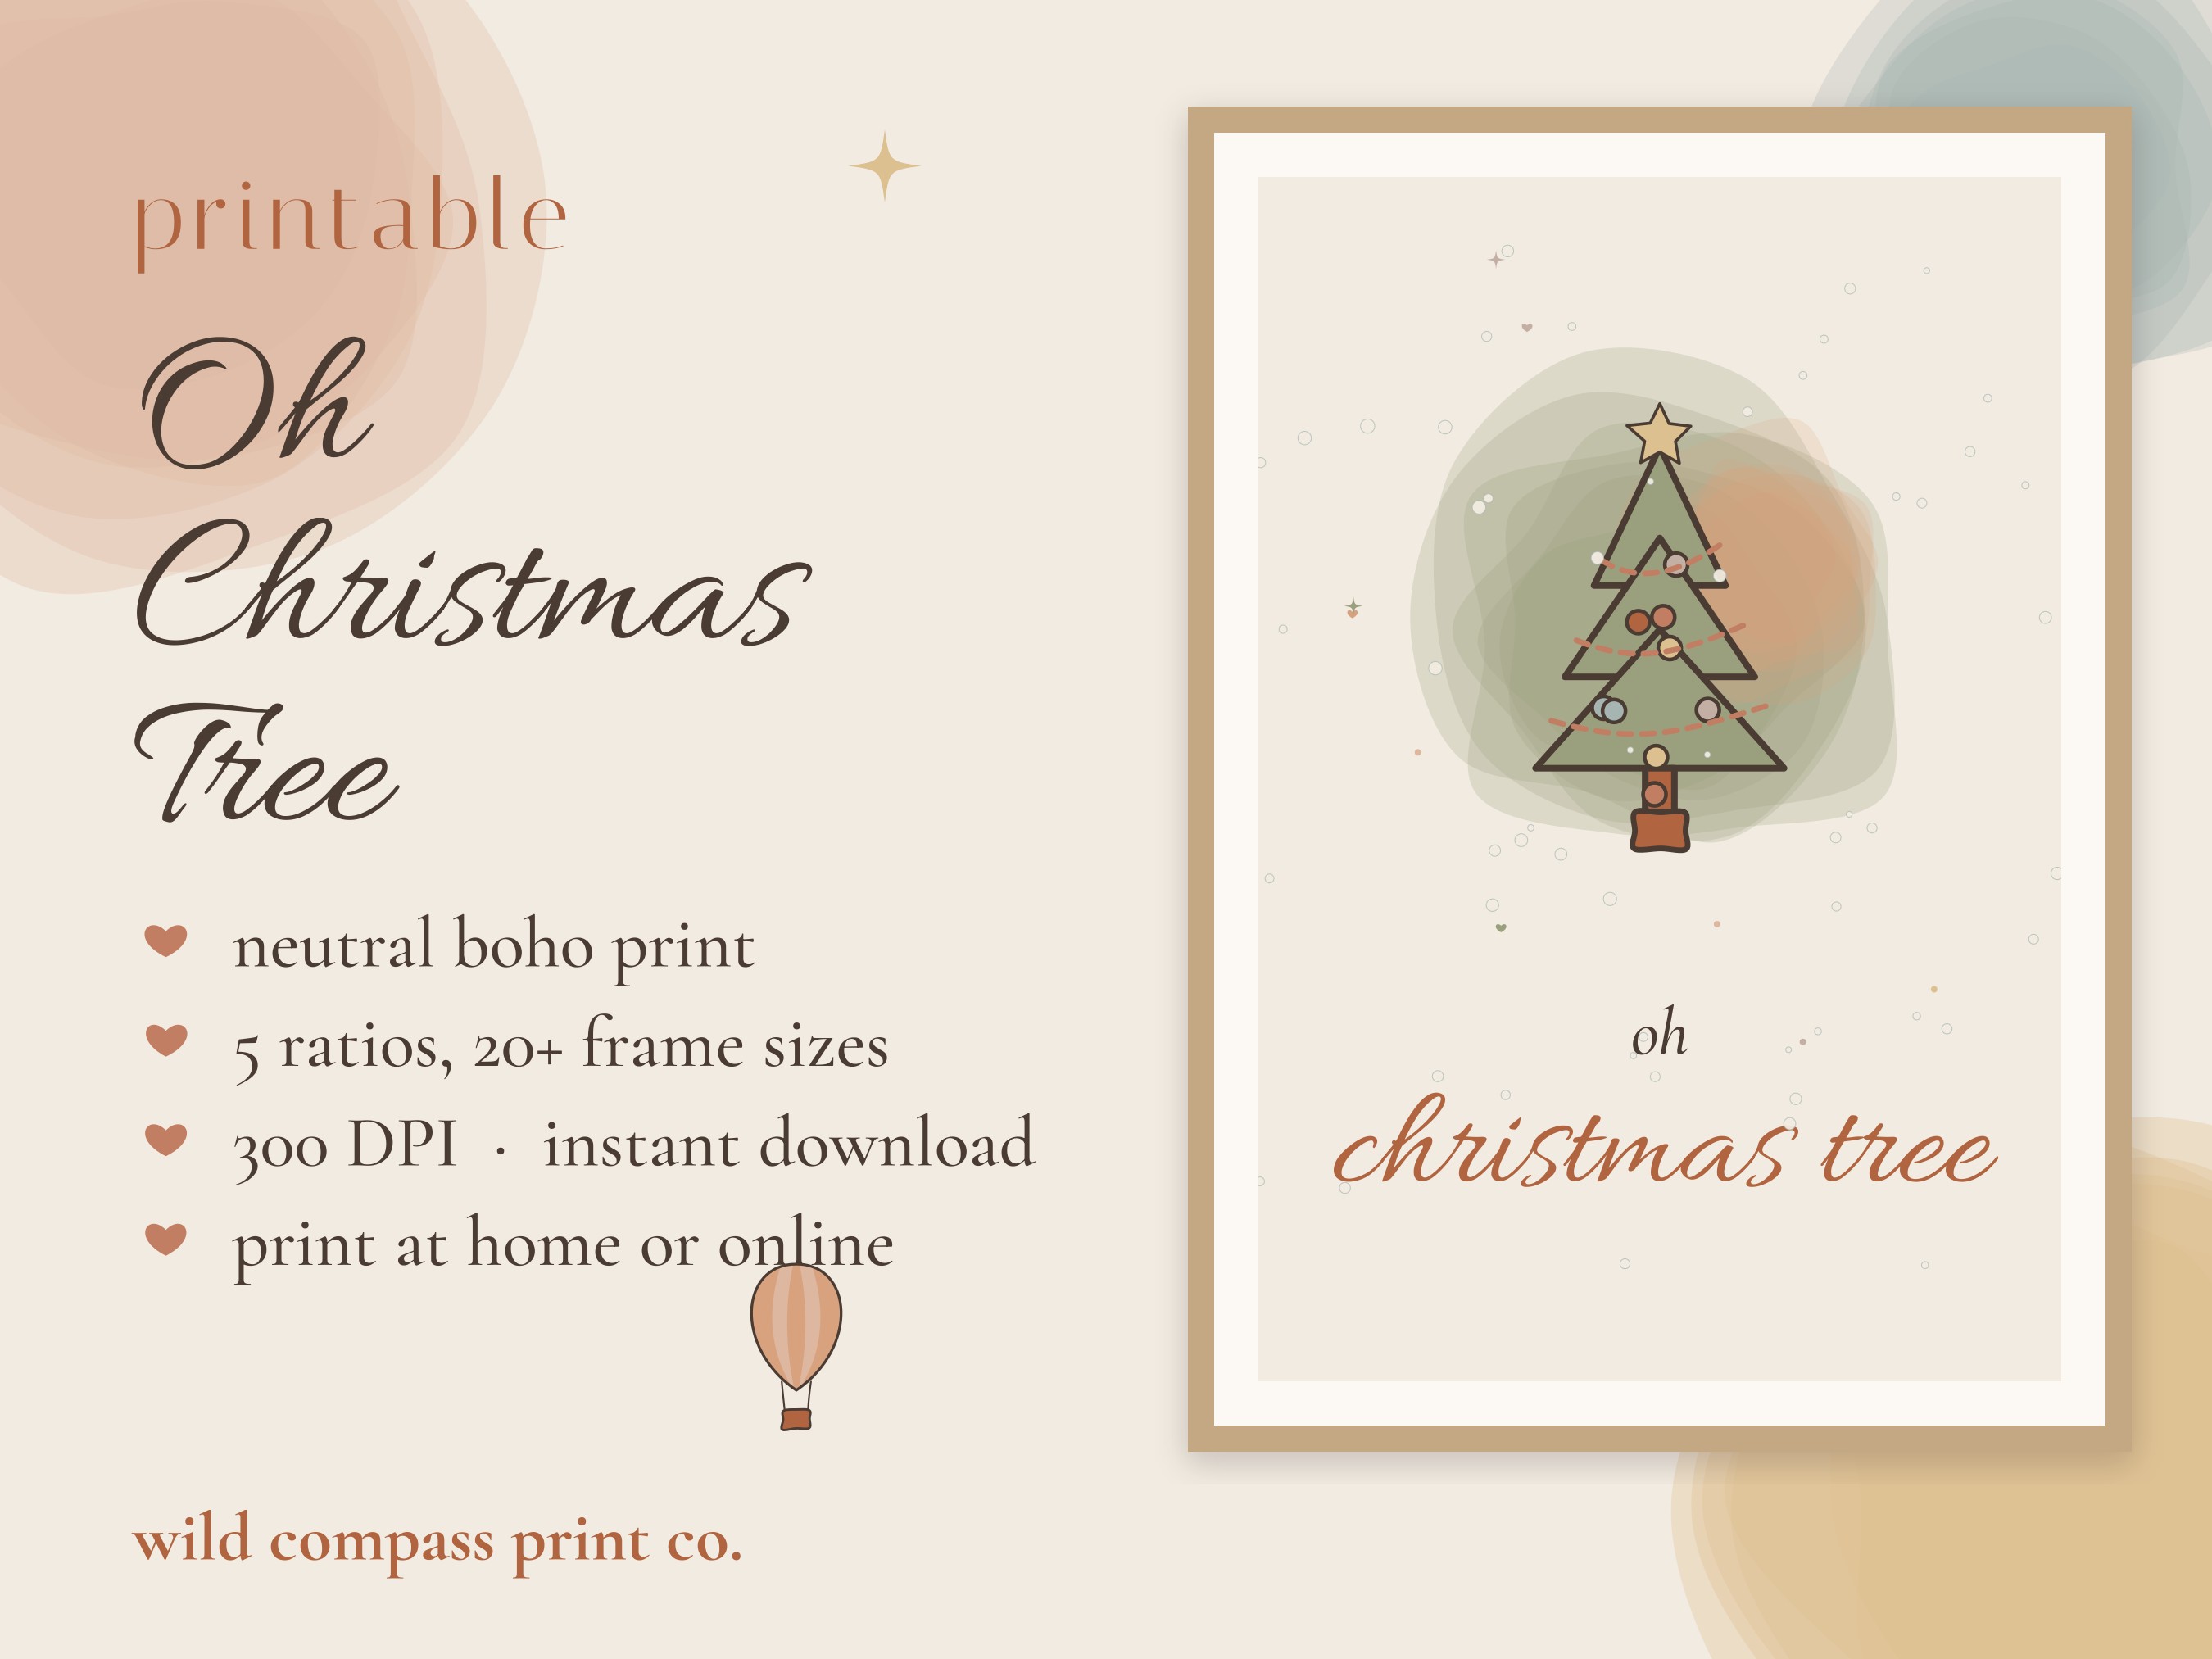 printable
Oh
Christmas
Tree
neutral boho print
5 ratios, 20+ frame sizes
300 DPI · instant download
print at home or online
wild compass print co.
oh
christmas tree